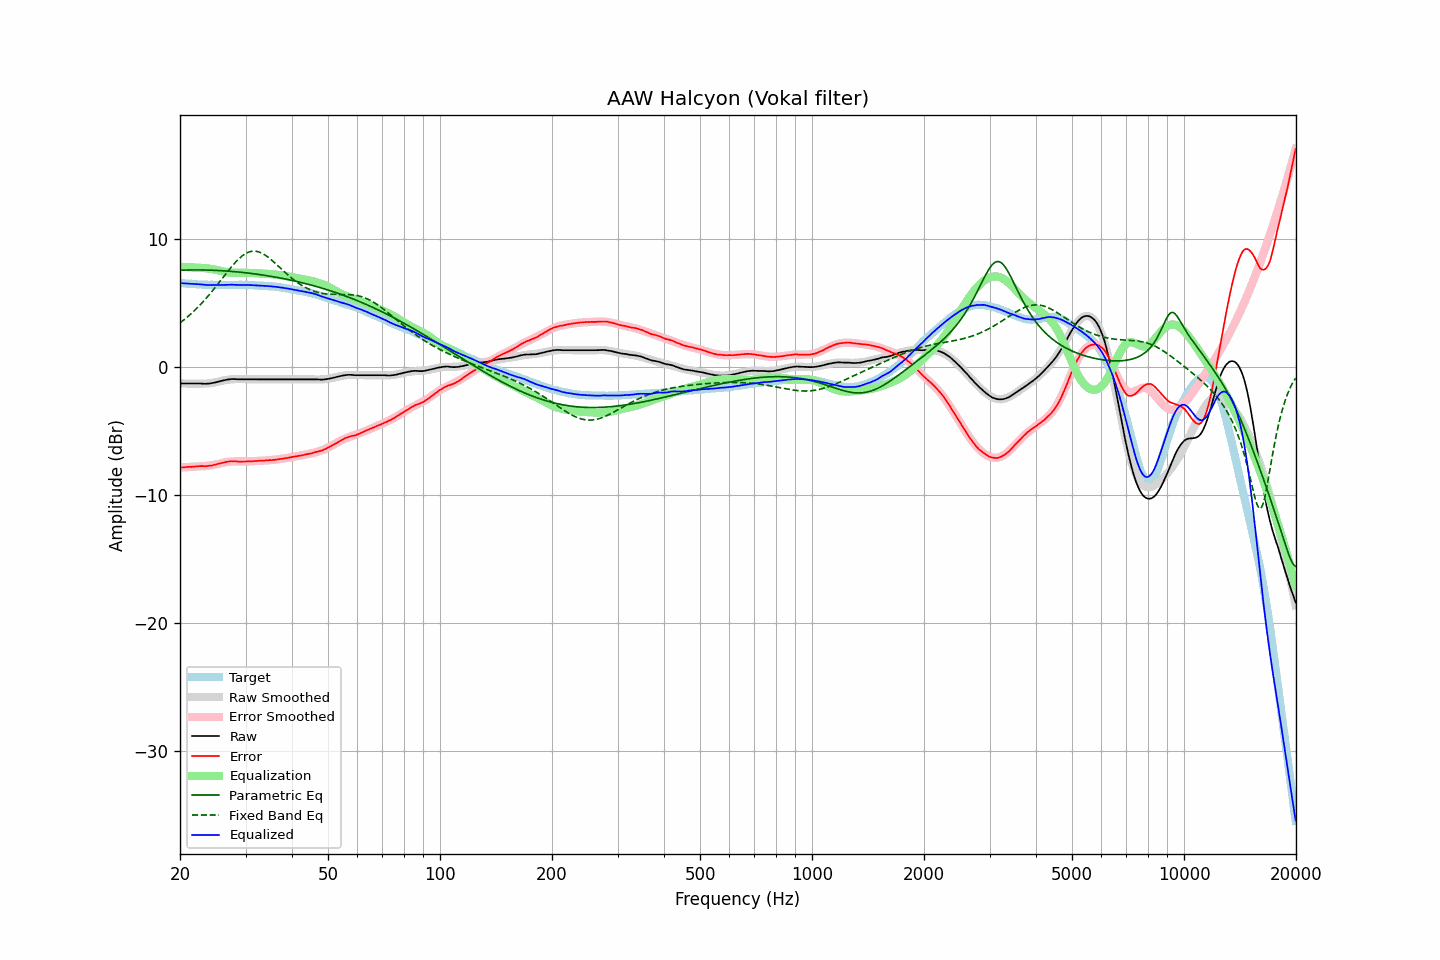 AAW Halcyon (Vokal filter)
Amplitude (dBr)
10
0
−10
−20
−30
Target
Raw Smoothed
Error Smoothed
Raw
Error
Equalization
Parametric Eq
Fixed Band Eq
Equalized
20 50 100 200 500 1000 2000 5000 10000 20000
Frequency (Hz)